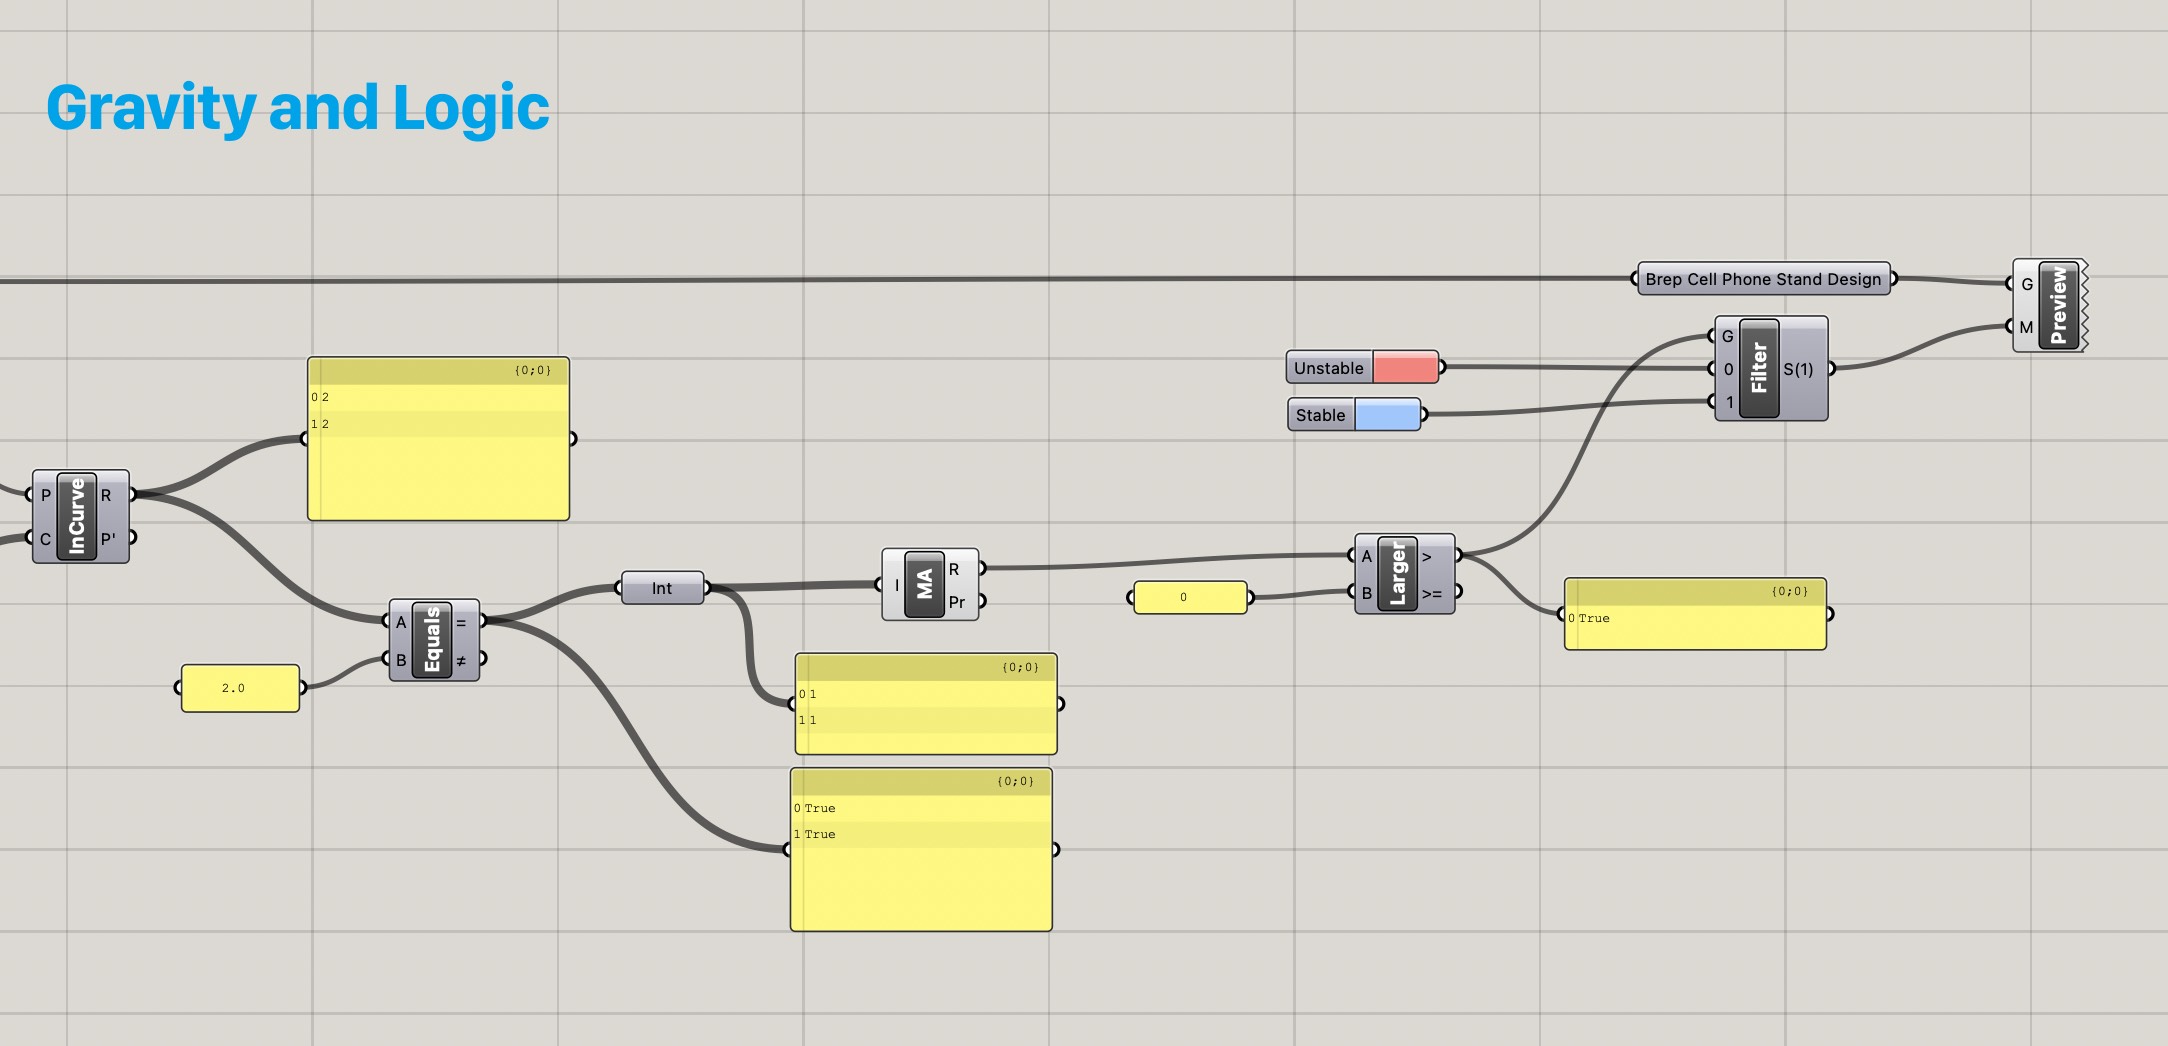 Gravity and Logic
Brep Cell Phone Stand Design
G
M
Preview
G
0
1
Filter
S(1)
Unstable
Stable
{0;0}
0 2
1 2
P
C
InCurve
R
P'
A
B
Equals
=
≠
2.0
Int
I
MA
R
Pr
0
A
B
Larger
>
>=
{0;0}
0 True
{0;0}
0 1
1 1
{0;0}
0 True
1 True